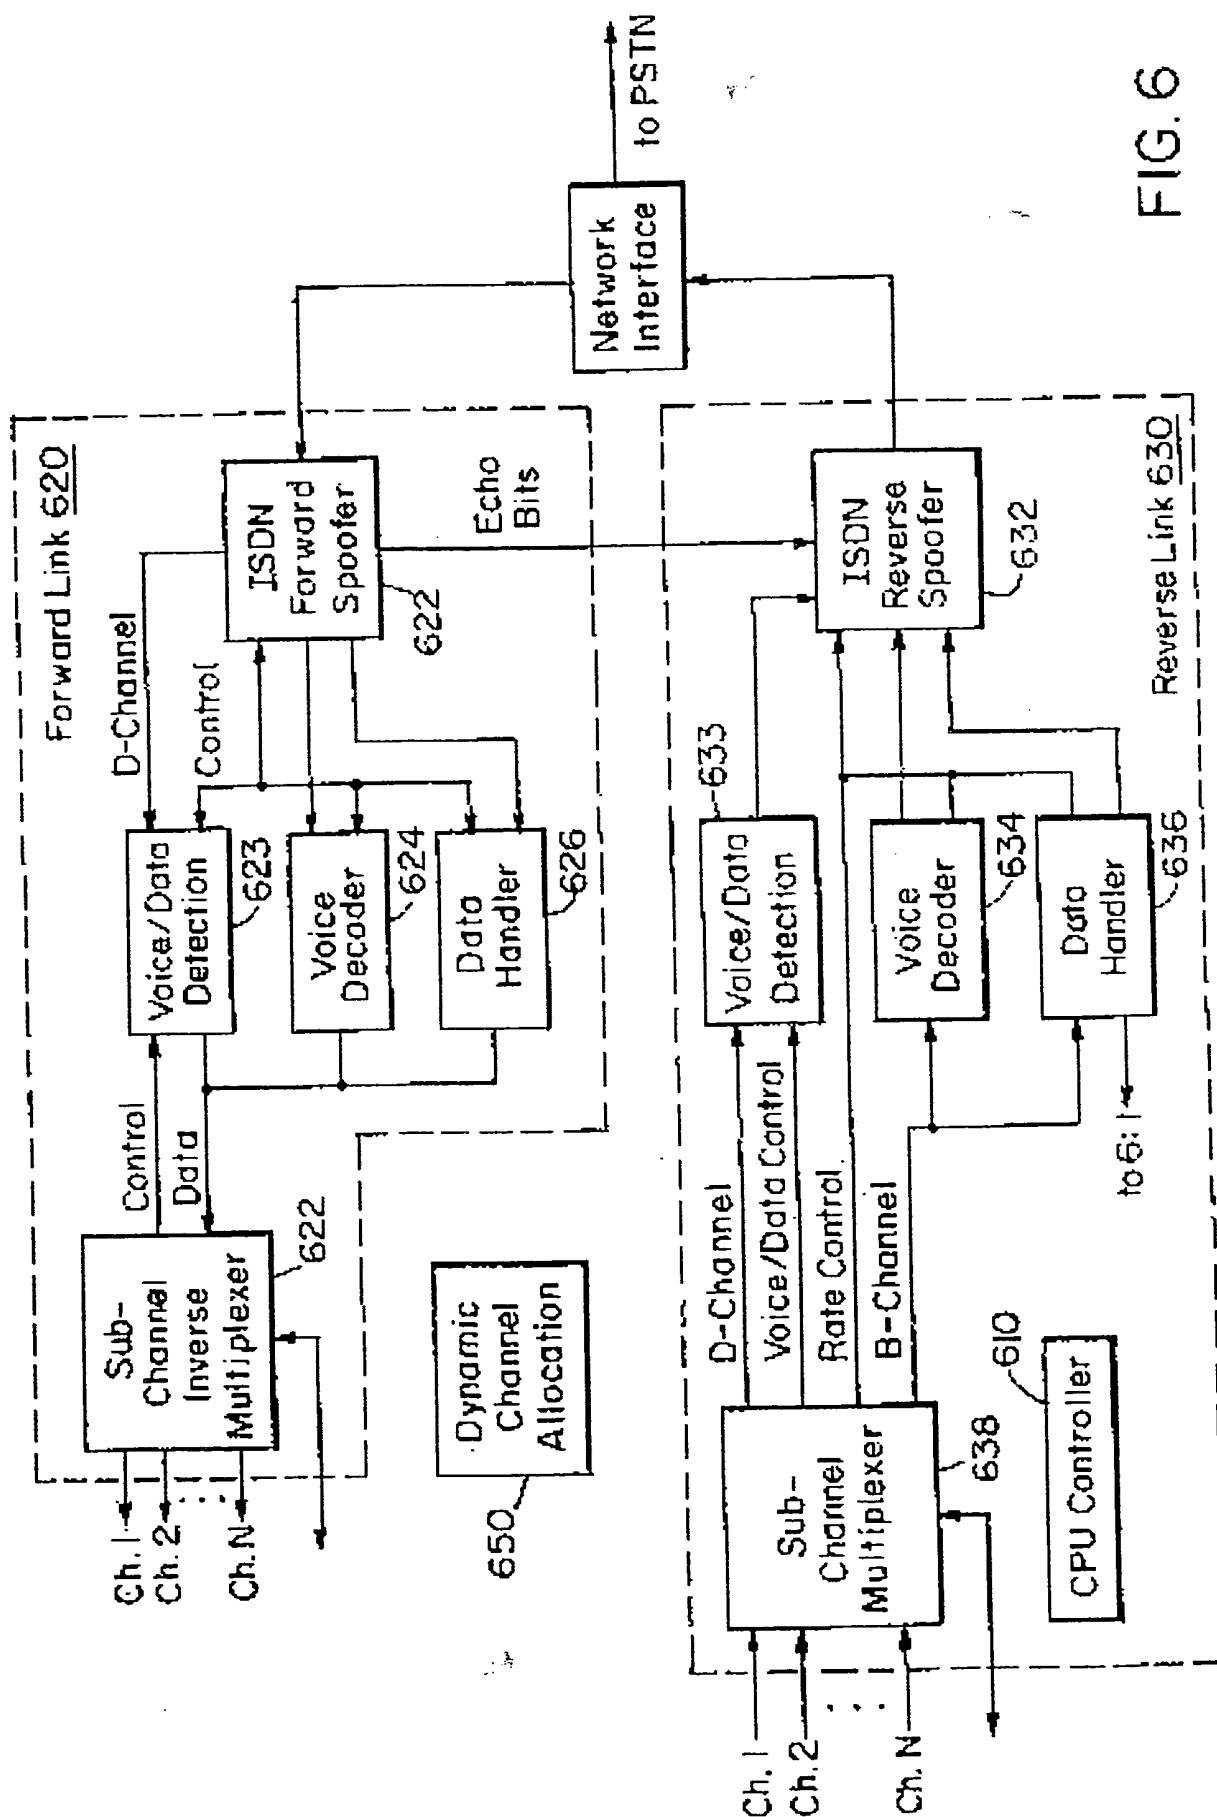 Forward Link 620
Ch. 1
Ch. 2
Ch. N
Sub-
Channel
Inverse
Multiplexer
622
Control
Data
Voice/Data
Detection
623
D-Channel
Control
Voice
Decoder
624
Data
Handler
626
ISDN
Forward
Spoofer
622
Echo
Bits
Network
Interface
to PSTN
Dynamic
Channel
Allocation
650
Ch. 1
Ch. 2
Ch. N
Sub-
Channel
Multiplexer
638
D-Channel
Voice/Data Control
Rate Control
B-Channel
Voice/Data
Detection
633
Voice
Decoder
634
Data
Handler
636
to 6:1
ISDN
Reverse
Spoofer
632
CPU Controller
610
Reverse Link 630
FIG. 6